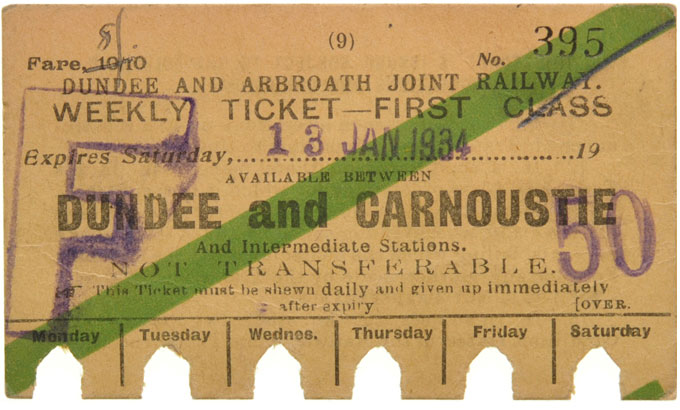 (9)
Fare, 10/10 8/- No. 395
DUNDEE AND ARBROATH JOINT RAILWAY.
WEEKLY TICKET—FIRST CLASS
Expires Saturday, 13 JAN 1934 19
AVAILABLE BETWEEN
DUNDEE and CARNOUSTIE
And Intermediate Stations. 50
NOT TRANSFERABLE.
This Ticket must be shewn daily and given up immediately
after expiry [OVER.
Monday Tuesday Wednes. Thursday Friday Saturday
F